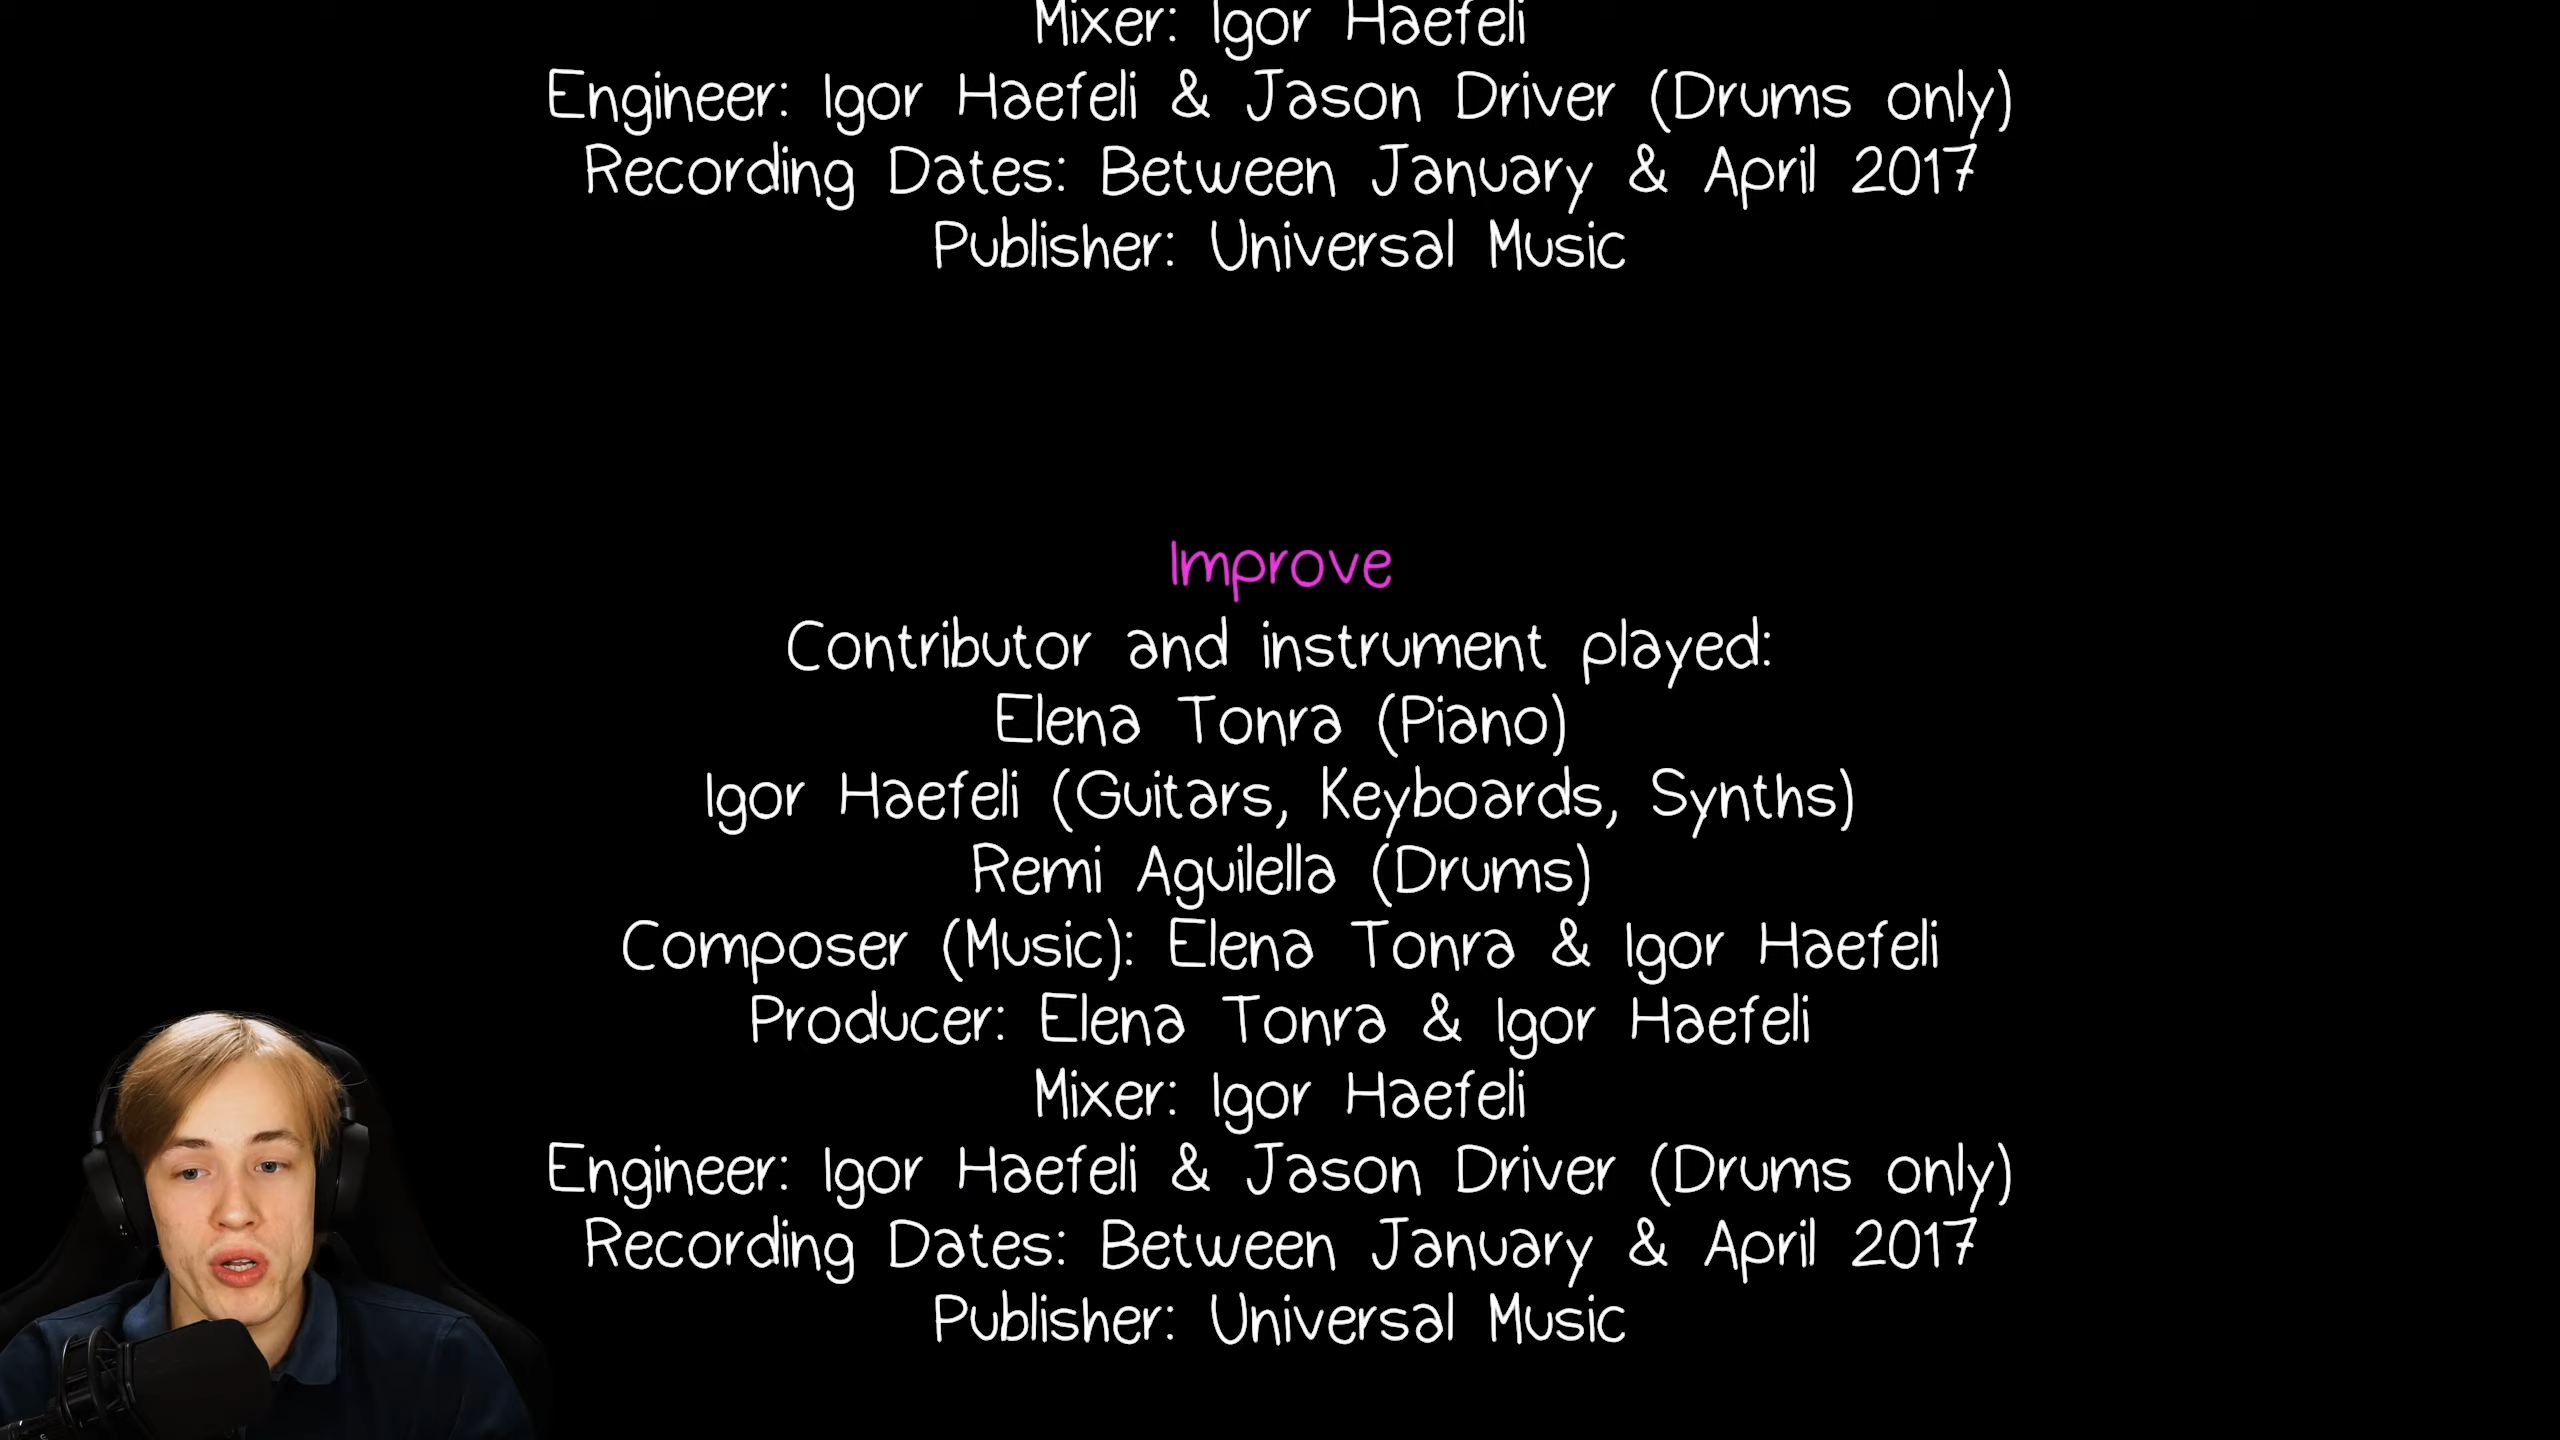 Mixer: Igor Haefeli
Engineer: Igor Haefeli & Jason Driver (Drums only)
Recording Dates: Between January & April 2017
Publisher: Universal Music
Improve
Contributor and instrument played:
Elena Tonra (Piano)
Igor Haefeli (Guitars, Keyboards, Synths)
Remi Aguilella (Drums)
Composer (Music): Elena Tonra & Igor Haefeli
Producer: Elena Tonra & Igor Haefeli
Mixer: Igor Haefeli
Engineer: Igor Haefeli & Jason Driver (Drums only)
Recording Dates: Between January & April 2017
Publisher: Universal Music